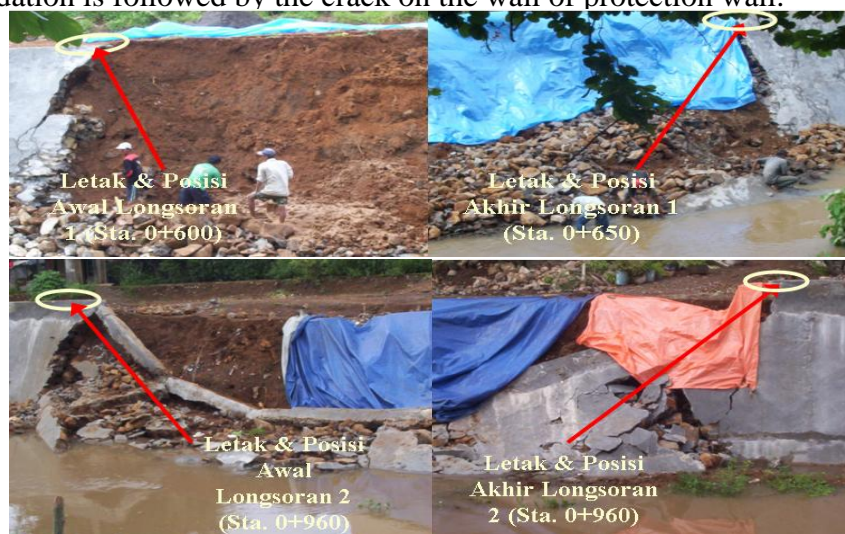 dation is followed by the crack on the wall of protection wall.
Letak & Posisi
Awal Longsoran
1 (Sta. 0+600)
Letak & Posisi
Akhir Longsoran 1
(Sta. 0+650)
Letak & Posisi
Awal
Longsoran 2
(Sta. 0+960)
Letak & Posisi
Akhir Longsoran
2 (Sta. 0+960)